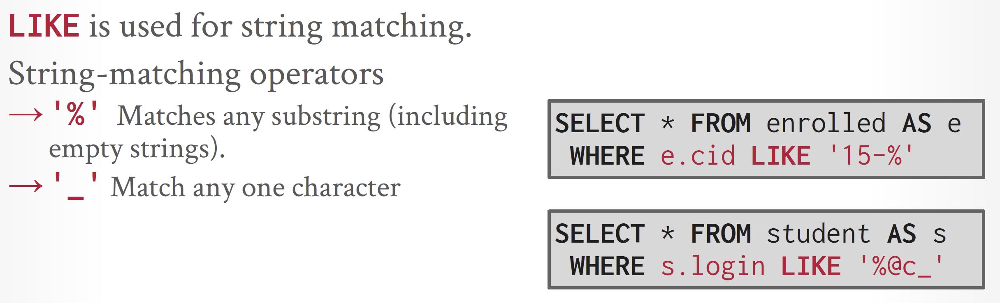 LIKE is used for string matching.
String-matching operators
→'%' Matches any substring (including
empty strings).
→'_' Match any one character
SELECT * FROM enrolled AS e
WHERE e.cid LIKE '15-%'
SELECT * FROM student AS s
WHERE s.login LIKE '%@c_'